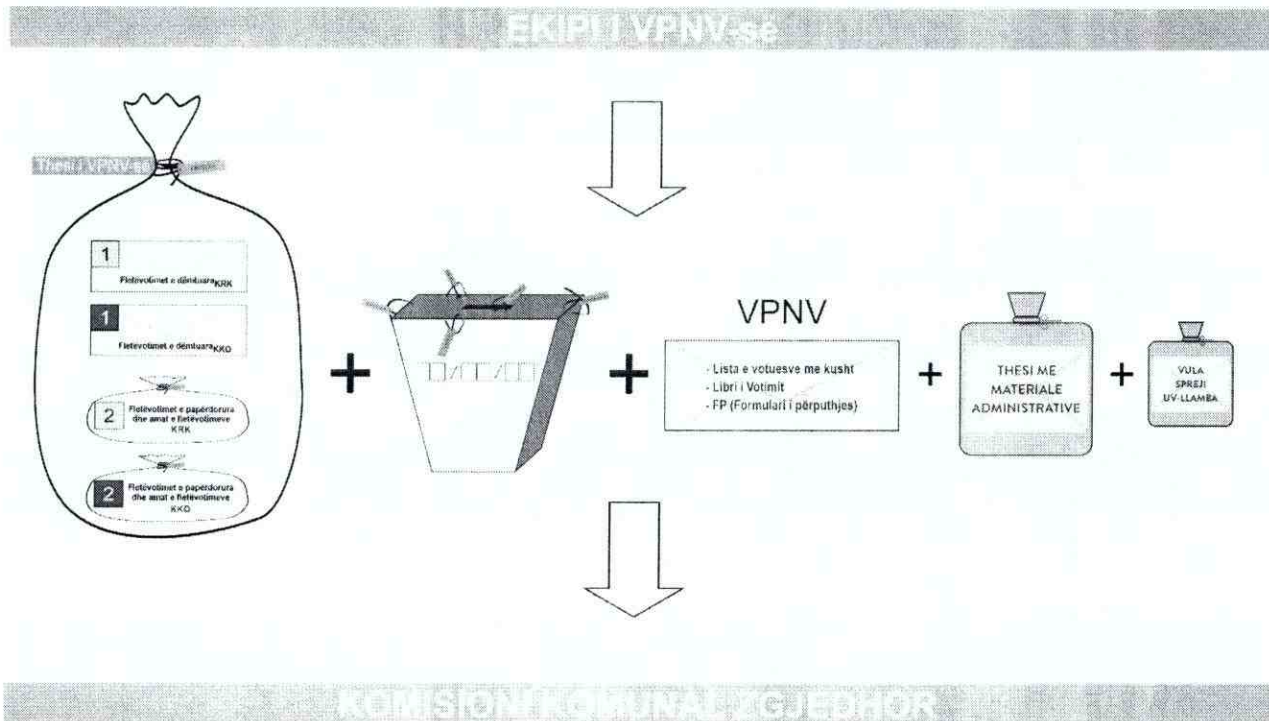 EKIPI I VPNV-së
Thesi i VPNV-së
1
Fletëvotimet e dëmtuara KRK
1
Fletëvotimet e dëmtuara KKD
2
Fletëvotimet e papërdorura
dhe amat e fletëvotimeve
KRK
2
Fletëvotimet e papërdorura
dhe amat e fletëvotimeve
KKD
+
+
VPNV
- Lista e votuesve me kusht
- Libri i Votimit
- FP (Formulari i përputhjes)
+
THESI ME
MATERIALE
ADMINISTRATIVE
+
VULA
SPREJI
UV-LLAMBA
KOMISIONI KOMUNAL ZGJEDHOR